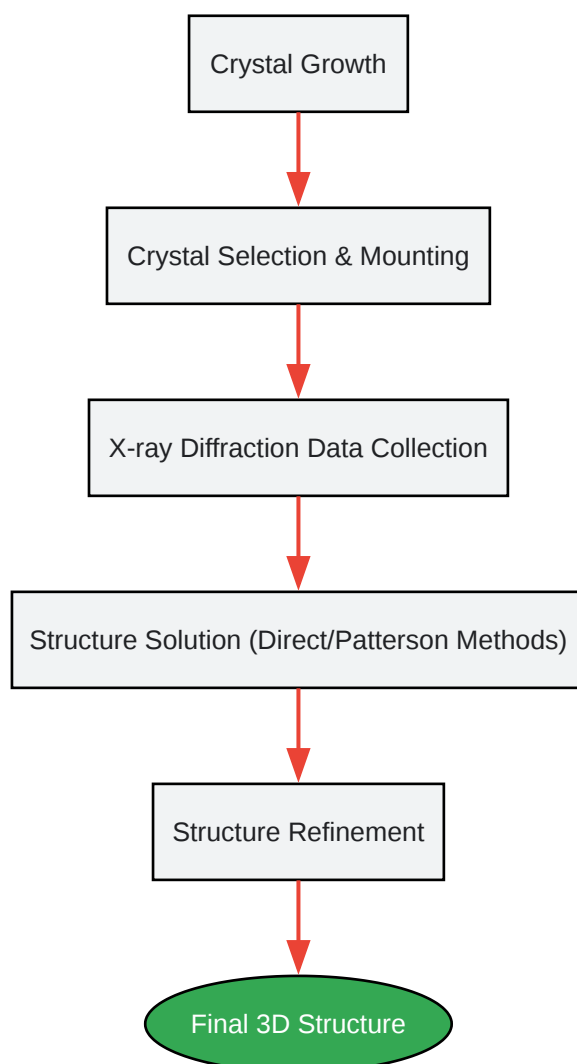 Crystal Growth
Crystal Selection & Mounting
X-ray Diffraction Data Collection
Structure Solution (Direct/Patterson Methods)
Structure Refinement
Final 3D Structure